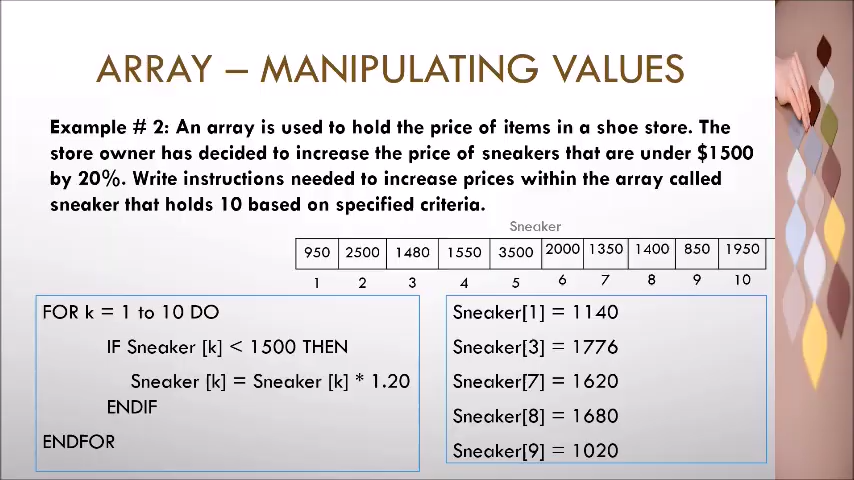 ARRAY – MANIPULATING VALUES
Example # 2: An array is used to hold the price of items in a shoe store. The
store owner has decided to increase the price of sneakers that are under $1500
by 20%. Write instructions needed to increase prices within the array called
sneaker that holds 10 based on specified criteria.
Sneaker
950 2500 1480 1550 3500 2000 1350 1400 850 1950
1 2 3 4 5 6 7 8 9 10
FOR k = 1 to 10 DO
IF Sneaker [k] < 1500 THEN
Sneaker [k] = Sneaker [k] * 1.20
ENDIF
ENDFOR
Sneaker[1] = 1140
Sneaker[3] = 1776
Sneaker[7] = 1620
Sneaker[8] = 1680
Sneaker[9] = 1020